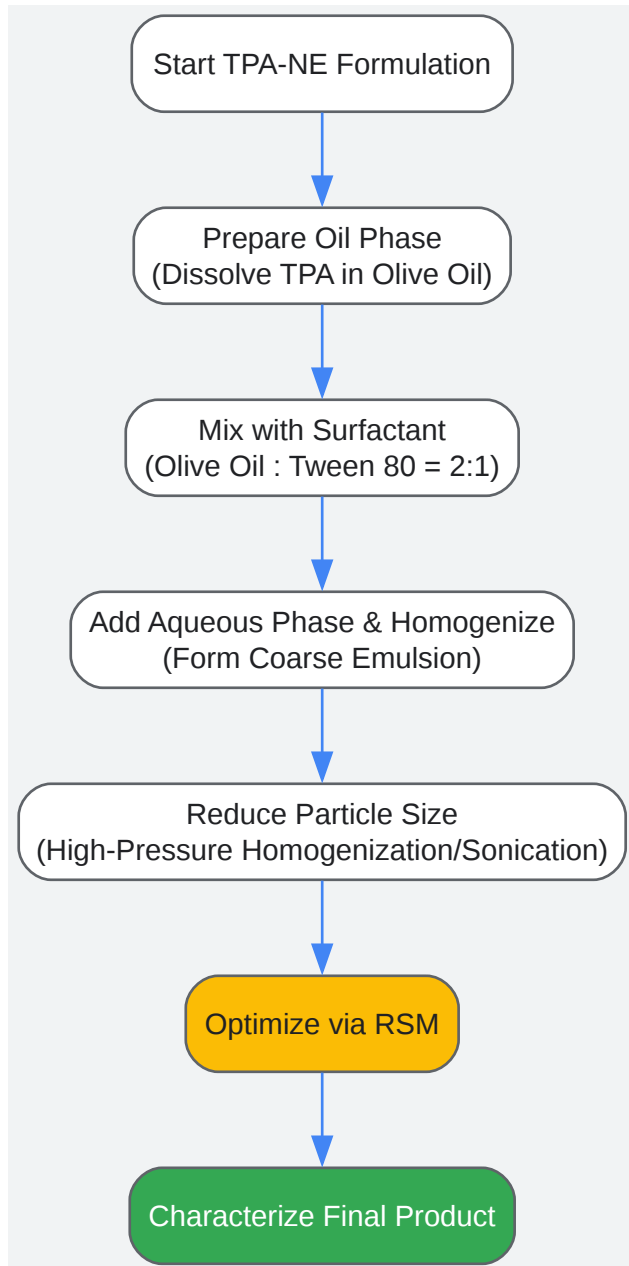 Start TPA-NE Formulation
Prepare Oil Phase
(Dissolve TPA in Olive Oil)
Mix with Surfactant
(Olive Oil : Tween 80 = 2:1)
Add Aqueous Phase & Homogenize
(Form Coarse Emulsion)
Reduce Particle Size
(High-Pressure Homogenization/Sonication)
Optimize via RSM
Characterize Final Product